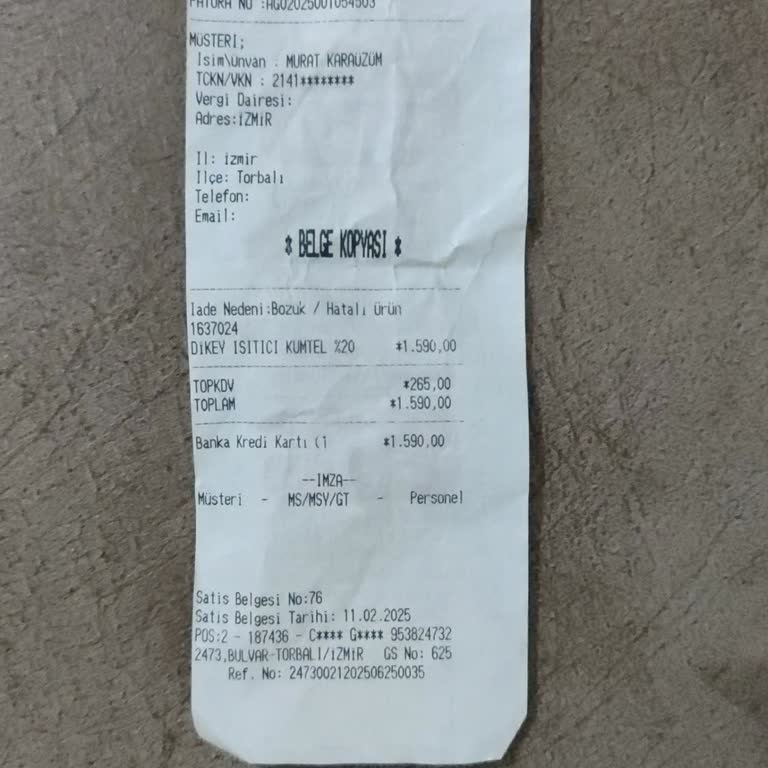 FATURA NO :AG02025001054503
MÜSTERI;
Isim\Ünvan : MURAT KARAÜZÜM
TCKN/VKN : 2141********
Vergi Dairesi:
Adres:İZMİR
Il: izmir
Ilçe: Torbalı
Telefon:
Email:
* BELGE KOPYASI *
Iade Nedeni:Bozuk / Hatalı Ürün
1637024
DİKEY ISITICI KUMTEL %20 *1.590,00
TOPKDV *265,00
TOPLAM *1.590,00
Banka Kredi Kartı (1 *1.590,00
--IMZA--
Müsteri - MS/MSY/GT - Personel
Satis Belgesi No:76
Satis Belgesi Tarihi: 11.02.2025
POS:2 - 187436 - C**** G**** 953824732
2473,BULVAR-TORBALI/İZMİR GS No: 625
Ref. No: 24730021202506250035